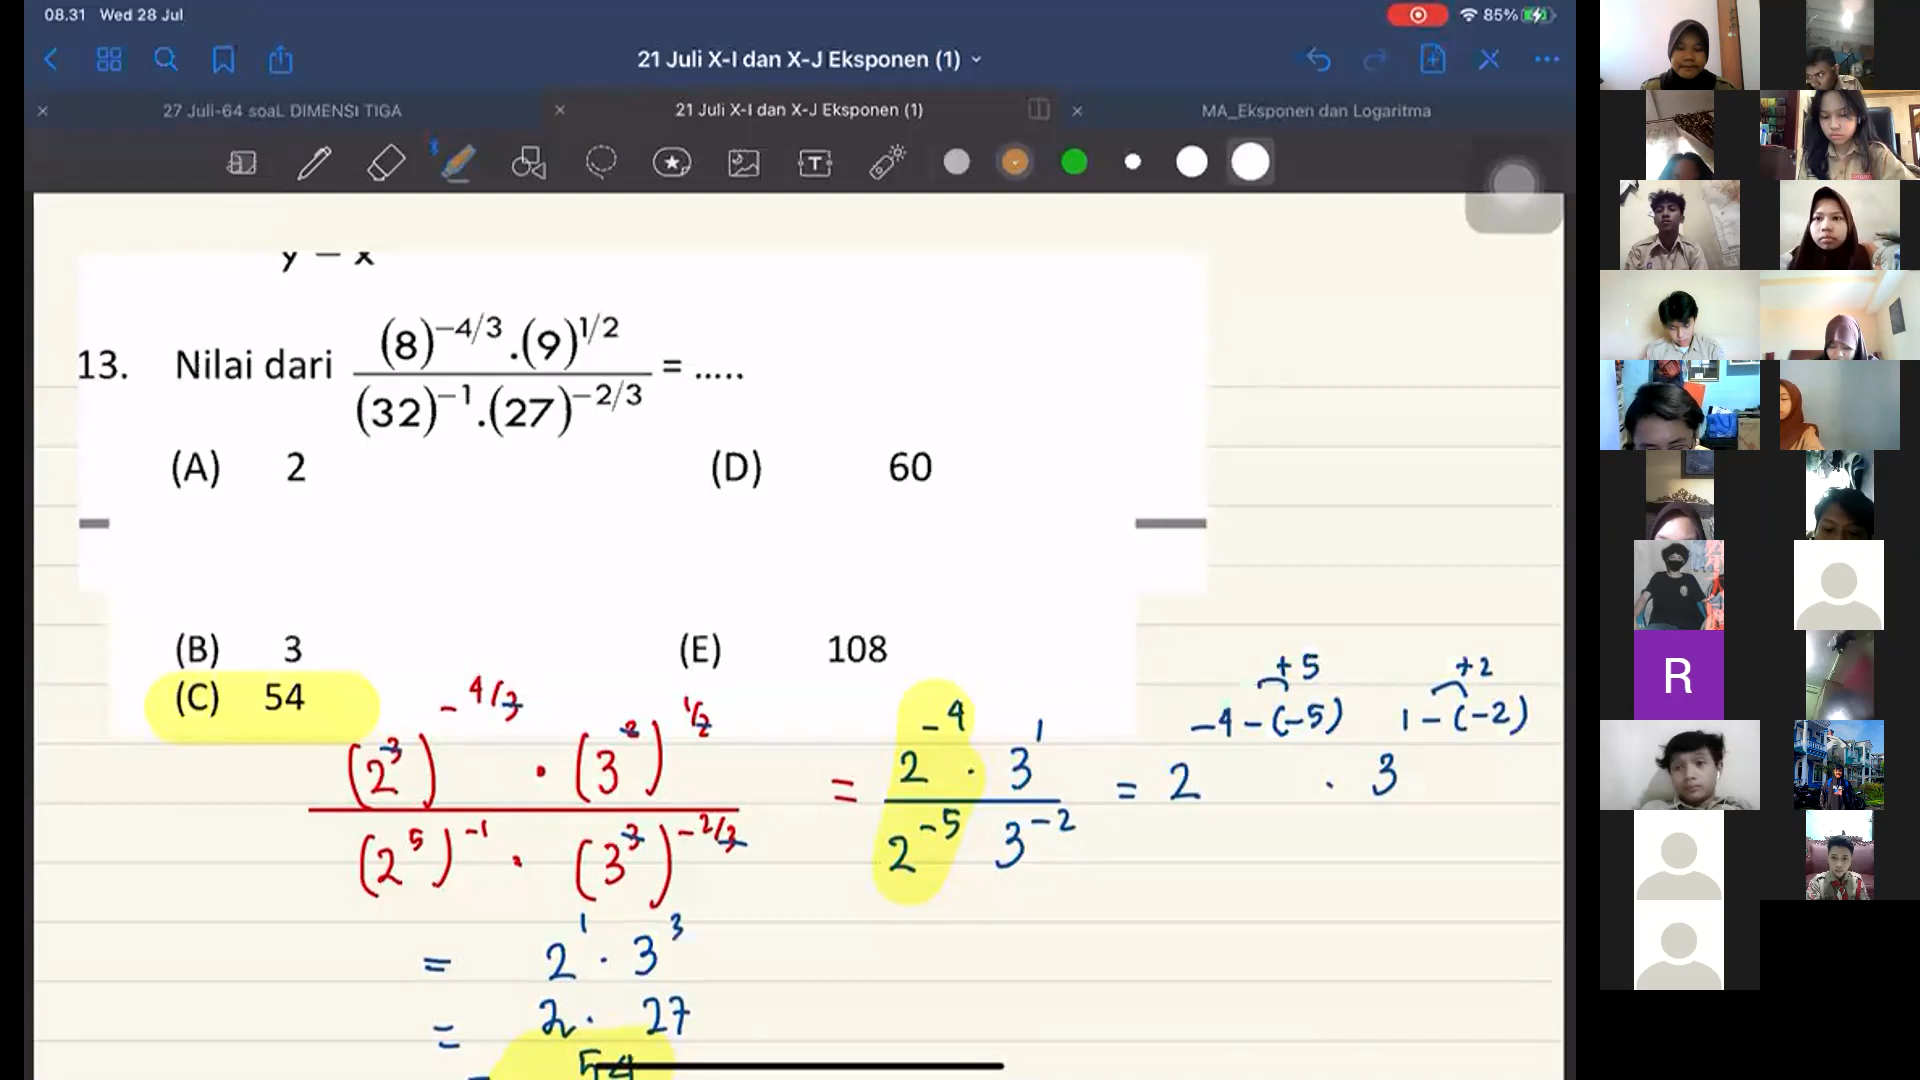 08.31 Wed 28 Jul
85%
21 Juli X-I dan X-J Eksponen (1)
27 Juli-64 soaL DIMENSI TIGA
21 Juli X-I dan X-J Eksponen (1)
MA_Eksponen dan Logaritma
y − x
13. Nilai dari (8)^−4/3 .(9)^1/2 / (32)^−1 .(27)^−2/3 = .....
(A) 2
(D) 60
(B) 3
(E) 108
(C) 54
(2^3)^-4/3 · (3^2)^1/2 / (2^5)^-1 · (3^3)^-2/3 = 2^-4 · 3^1 / 2^-5 3^-2 = 2^-4-(-5) · 3^1-(-2)
+5
+2
= 2^1 · 3^3
= 2 · 27
= 54
R